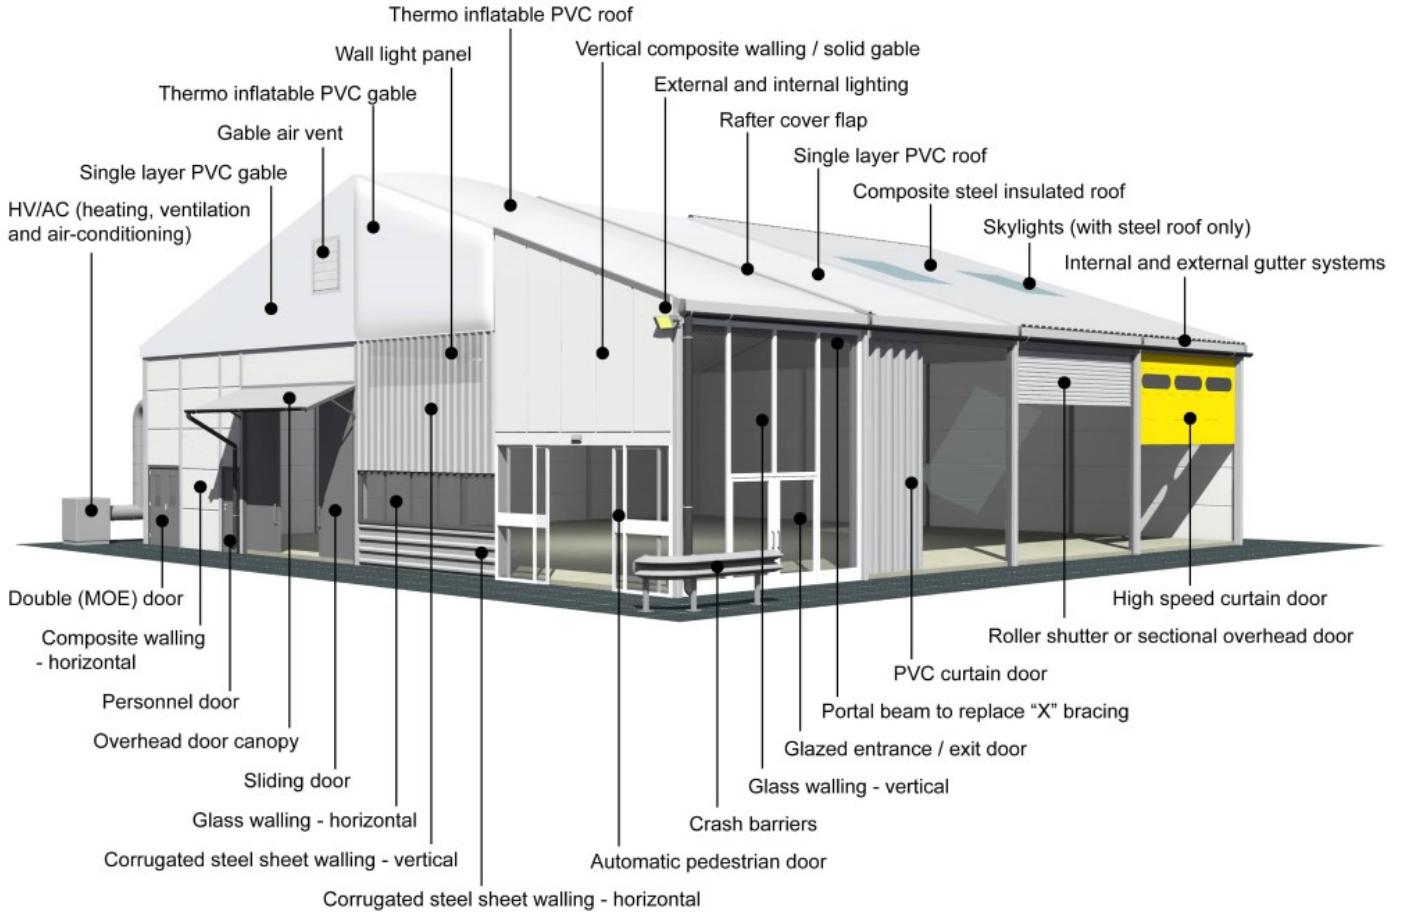 Thermo inflatable PVC roof
Wall light panel
Vertical composite walling / solid gable
Thermo inflatable PVC gable
External and internal lighting
Gable air vent
Rafter cover flap
Single layer PVC gable
Single layer PVC roof
HV/AC (heating, ventilation
and air-conditioning)
Composite steel insulated roof
Skylights (with steel roof only)
Internal and external gutter systems
Double (MOE) door
High speed curtain door
Composite walling
- horizontal
Roller shutter or sectional overhead door
Personnel door
PVC curtain door
Overhead door canopy
Portal beam to replace “X” bracing
Sliding door
Glazed entrance / exit door
Glass walling - horizontal
Glass walling - vertical
Corrugated steel sheet walling - vertical
Crash barriers
Corrugated steel sheet walling - horizontal
Automatic pedestrian door